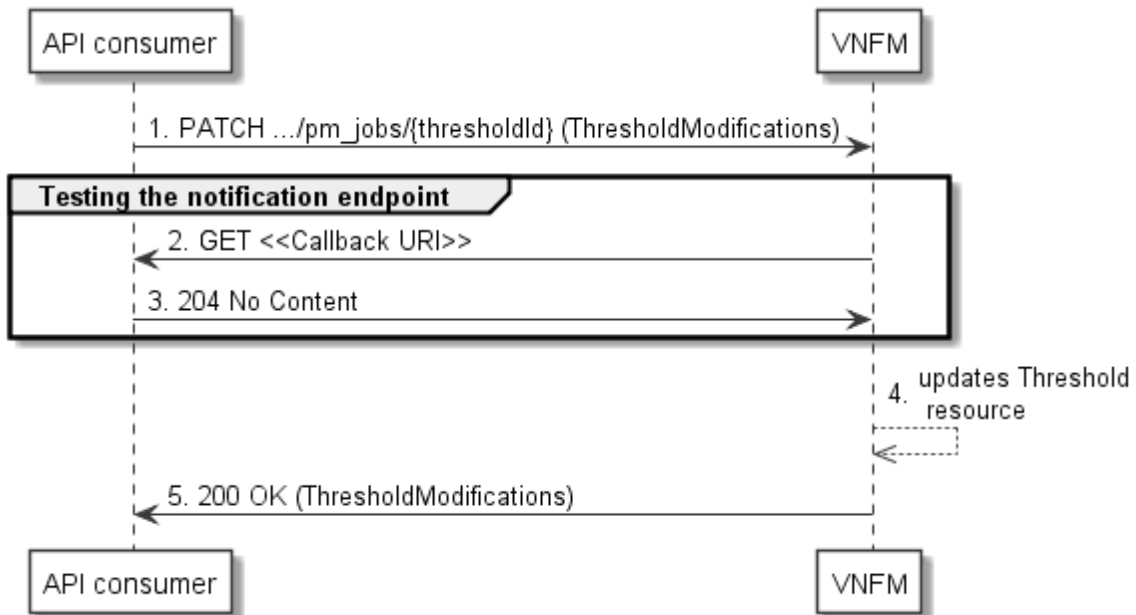 API consumer
VNFM
1. PATCH .../pm_jobs/{thresholdId} (ThresholdModifications)
Testing the notification endpoint
2. GET <<Callback URI>>
3. 204 No Content
4. updates Threshold
resource
5. 200 OK (ThresholdModifications)
API consumer
VNFM